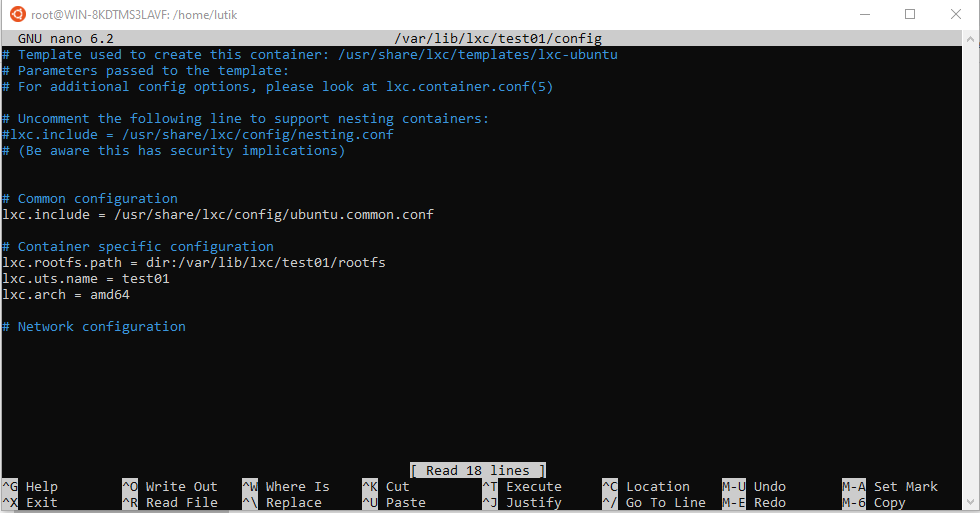 root@WIN-8KDTMS3LAVF: /home/lutik
GNU nano 6.2 /var/lib/lxc/test01/config
# Template used to create this container: /usr/share/lxc/templates/lxc-ubuntu
# Parameters passed to the template:
# For additional config options, please look at lxc.container.conf(5)
# Uncomment the following line to support nesting containers:
#lxc.include = /usr/share/lxc/config/nesting.conf
# (Be aware this has security implications)
# Common configuration
lxc.include = /usr/share/lxc/config/ubuntu.common.conf
# Container specific configuration
lxc.rootfs.path = dir:/var/lib/lxc/test01/rootfs
lxc.uts.name = test01
lxc.arch = amd64
# Network configuration
[ Read 18 lines ]
^G Help ^O Write Out ^W Where Is ^K Cut ^T Execute ^C Location M-U Undo M-A Set Mark
^X Exit ^R Read File ^\ Replace ^U Paste ^J Justify ^/ Go To Line M-E Redo M-6 Copy